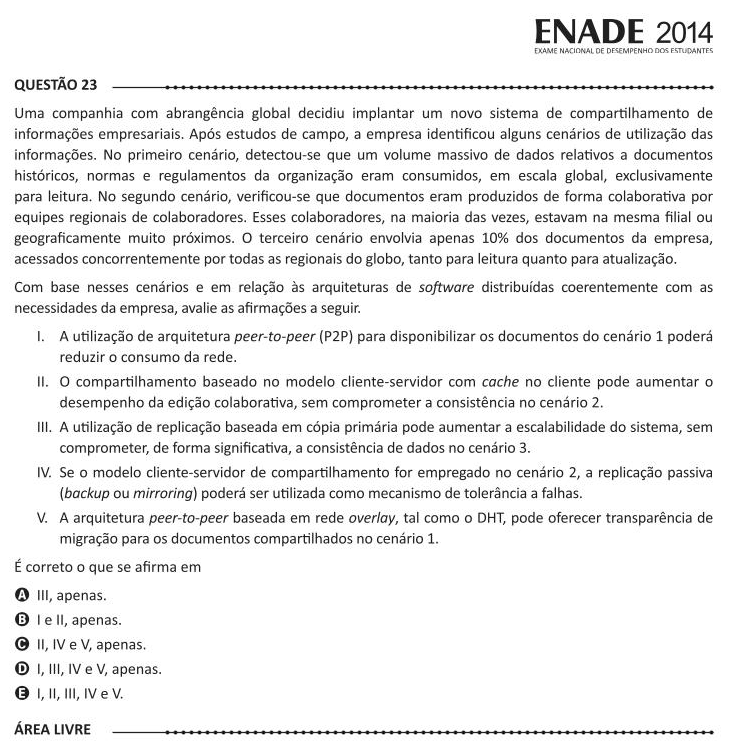 ENADE 2014
EXAME NACIONAL DE DESEMPENHO DOS ESTUDANTES
QUESTÃO 23
Uma companhia com abrangência global decidiu implantar um novo sistema de compartilhamento de
informações empresariais. Após estudos de campo, a empresa identificou alguns cenários de utilização das
informações. No primeiro cenário, detectou-se que um volume massivo de dados relativos a documentos
históricos, normas e regulamentos da organização eram consumidos, em escala global, exclusivamente
para leitura. No segundo cenário, verificou-se que documentos eram produzidos de forma colaborativa por
equipes regionais de colaboradores. Esses colaboradores, na maioria das vezes, estavam na mesma filial ou
geograficamente muito próximos. O terceiro cenário envolvia apenas 10% dos documentos da empresa,
acessados concorrentemente por todas as regionais do globo, tanto para leitura quanto para atualização.
Com base nesses cenários e em relação às arquiteturas de software distribuídas coerentemente com as
necessidades da empresa, avalie as afirmações a seguir.
I. A utilização de arquitetura peer-to-peer (P2P) para disponibilizar os documentos do cenário 1 poderá
reduzir o consumo da rede.
II. O compartilhamento baseado no modelo cliente-servidor com cache no cliente pode aumentar o
desempenho da edição colaborativa, sem comprometer a consistência no cenário 2.
III. A utilização de replicação baseada em cópia primária pode aumentar a escalabilidade do sistema, sem
comprometer, de forma significativa, a consistência de dados no cenário 3.
IV. Se o modelo cliente-servidor de compartilhamento for empregado no cenário 2, a replicação passiva
(backup ou mirroring) poderá ser utilizada como mecanismo de tolerância a falhas.
V. A arquitetura peer-to-peer baseada em rede overlay, tal como o DHT, pode oferecer transparência de
migração para os documentos compartilhados no cenário 1.
É correto o que se afirma em
A III, apenas.
B I e II, apenas.
C II, IV e V, apenas.
D I, III, IV e V, apenas.
E I, II, III, IV e V.
ÁREA LIVRE